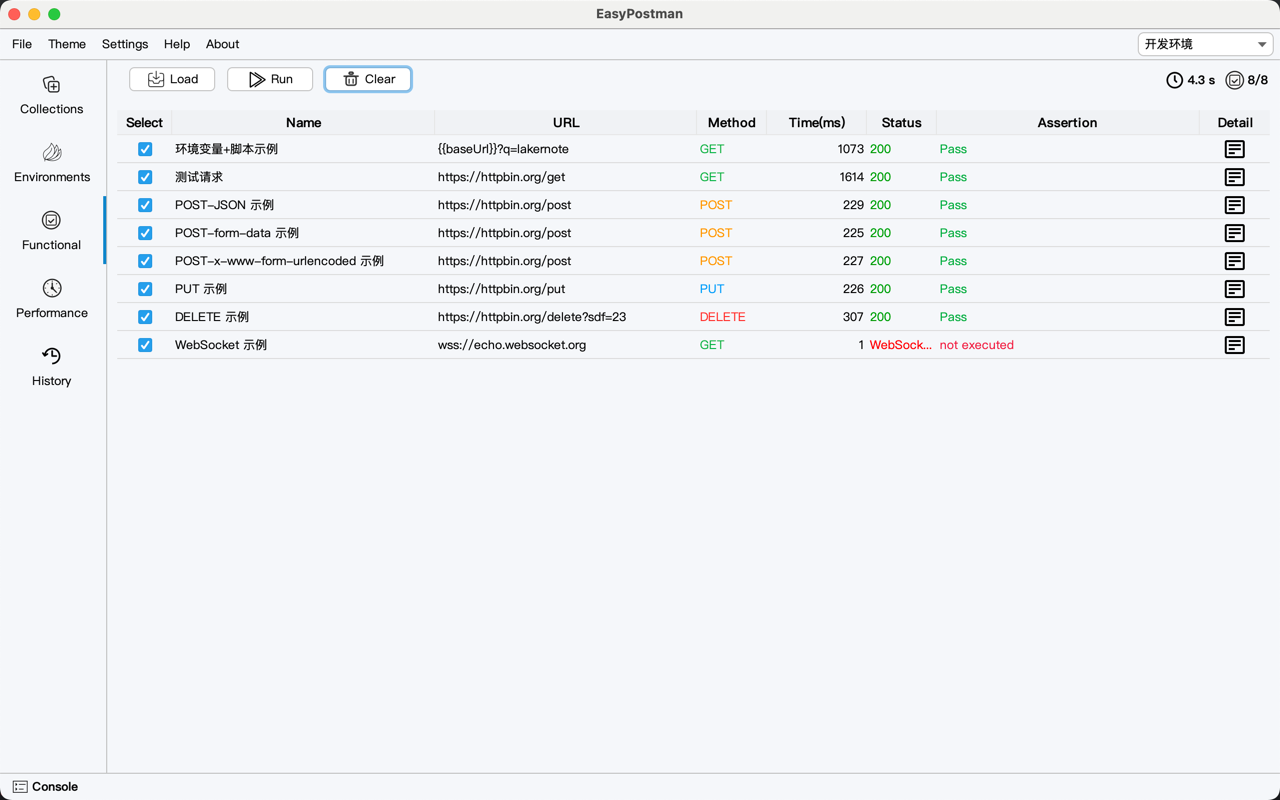 EasyPostman
File Theme Settings Help About 开发环境
Load Run Clear 4.3 s 8/8
Collections
Environments
Functional
Performance
History
Select Name URL Method Time(ms) Status Assertion Detail
环境变量+脚本示例 {{baseUrl}}?q=lakernote GET 1073 200 Pass
测试请求 https://httpbin.org/get GET 1614 200 Pass
POST-JSON 示例 https://httpbin.org/post POST 229 200 Pass
POST-form-data 示例 https://httpbin.org/post POST 225 200 Pass
POST-x-www-form-urlencoded 示例 https://httpbin.org/post POST 227 200 Pass
PUT 示例 https://httpbin.org/put PUT 226 200 Pass
DELETE 示例 https://httpbin.org/delete?sdf=23 DELETE 307 200 Pass
WebSocket 示例 wss://echo.websocket.org GET 1 WebSock... not executed
Console